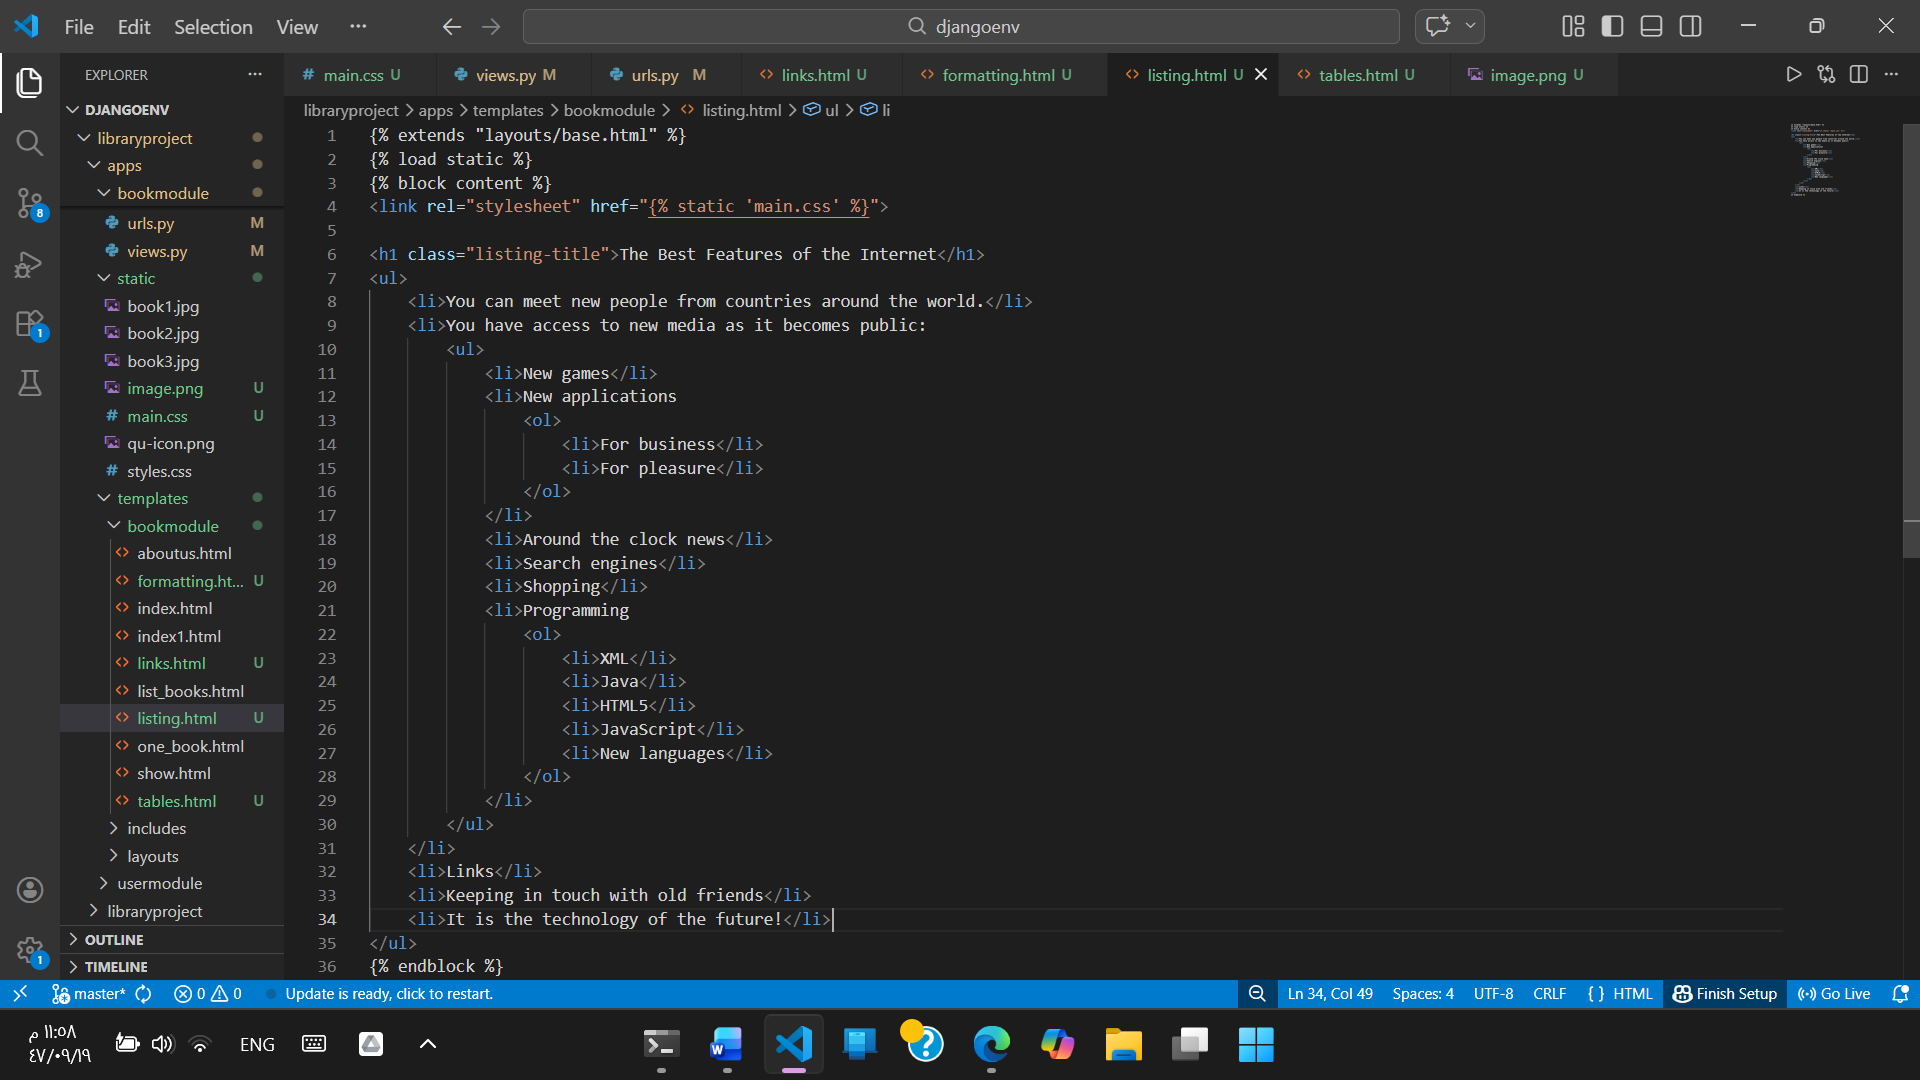 File Edit Selection View ··· djangoenv
EXPLORER ···
DJANGOENV
libraryproject
apps
bookmodule
urls.py M
views.py M
static
book1.jpg
book2.jpg
book3.jpg
image.png U
main.css U
qu-icon.png
styles.css
templates
bookmodule
aboutus.html
formatting.ht... U
index.html
index1.html
links.html U
list_books.html
listing.html U
one_book.html
show.html
tables.html U
includes
layouts
usermodule
libraryproject
OUTLINE
TIMELINE
8
1
1
main.css U views.py M urls.py M links.html U formatting.html U listing.html U tables.html U image.png U
libraryproject > apps > templates > bookmodule > listing.html > ul > li
1 {% extends "layouts/base.html" %}
2 {% load static %}
3 {% block content %}
4 <link rel="stylesheet" href="{% static 'main.css' %}">
5
6 <h1 class="listing-title">The Best Features of the Internet</h1>
7 <ul>
8 <li>You can meet new people from countries around the world.</li>
9 <li>You have access to new media as it becomes public:
10 <ul>
11 <li>New games</li>
12 <li>New applications
13 <ol>
14 <li>For business</li>
15 <li>For pleasure</li>
16 </ol>
17 </li>
18 <li>Around the clock news</li>
19 <li>Search engines</li>
20 <li>Shopping</li>
21 <li>Programming
22 <ol>
23 <li>XML</li>
24 <li>Java</li>
25 <li>HTML5</li>
26 <li>JavaScript</li>
27 <li>New languages</li>
28 </ol>
29 </li>
30 </ul>
31 </li>
32 <li>Links</li>
33 <li>Keeping in touch with old friends</li>
34 <li>It is the technology of the future!</li>
35 </ul>
36 {% endblock %}
master* 0 0 Update is ready, click to restart. Ln 34, Col 49 Spaces: 4 UTF-8 CRLF { } HTML Finish Setup Go Live
١١:٥٨ م
٤٧/٠٩/١٩
ENG